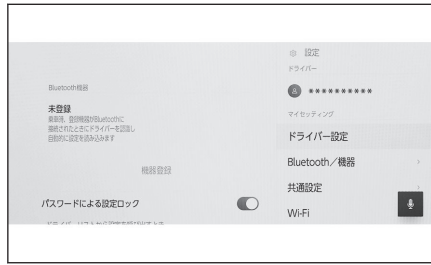 Bluetooth機器
未登録
乗車時、登録機器がBluetoothに
接続されたときにドライバーを認識し
自動的に設定を読み込みます
機器登録
パスワードによる設定ロック
設定
ドライバー
**********
マイセッティング
ドライバー設定
Bluetooth／機器
共通設定
Wi-Fi